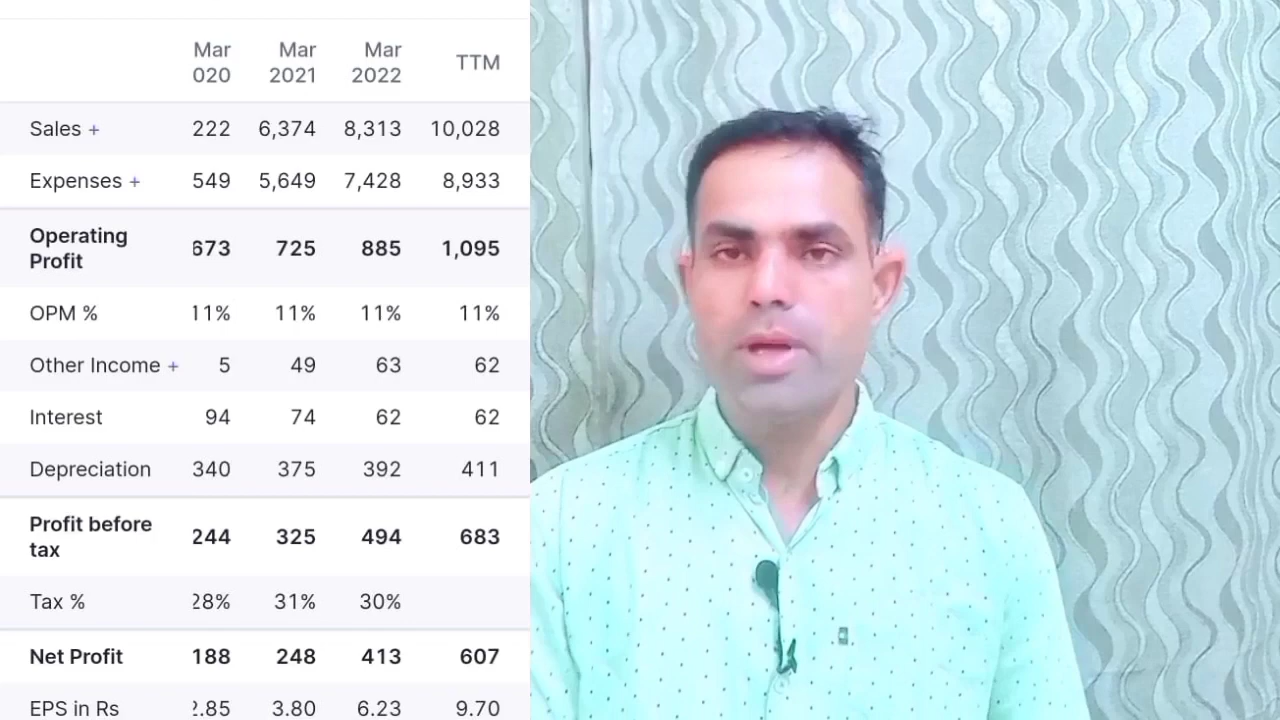 Mar Mar Mar TTM
020 2021 2022
Sales + 222 6,374 8,313 10,028
Expenses + 549 5,649 7,428 8,933
Operating Profit 673 725 885 1,095
OPM % 11% 11% 11% 11%
Other Income + 5 49 63 62
Interest 94 74 62 62
Depreciation 340 375 392 411
Profit before tax 244 325 494 683
Tax % 28% 31% 30%
Net Profit 188 248 413 607
EPS in Rs 2.85 3.80 6.23 9.70